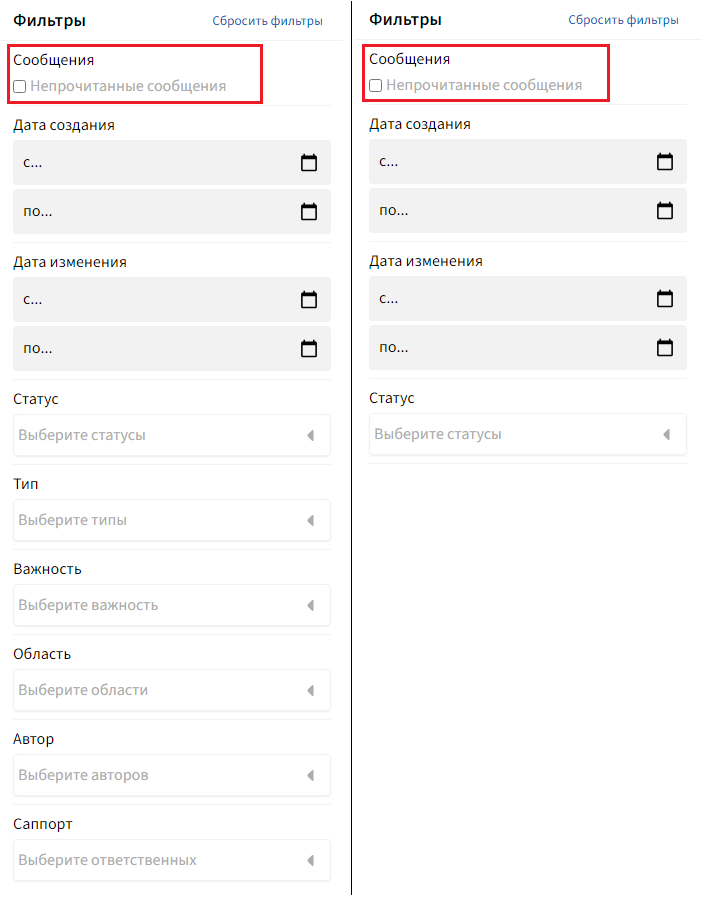 Фильтры
Сбросить фильтры
Сообщения
Непрочитанные сообщения
Дата создания
с...
по...
Дата изменения
с...
по...
Статус
Выберите статусы
Тип
Выберите типы
Важность
Выберите важность
Область
Выберите области
Автор
Выберите авторов
Саппорт
Выберите ответственных
Фильтры
Сбросить фильтры
Сообщения
Непрочитанные сообщения
Дата создания
с...
по...
Дата изменения
с...
по...
Статус
Выберите статусы